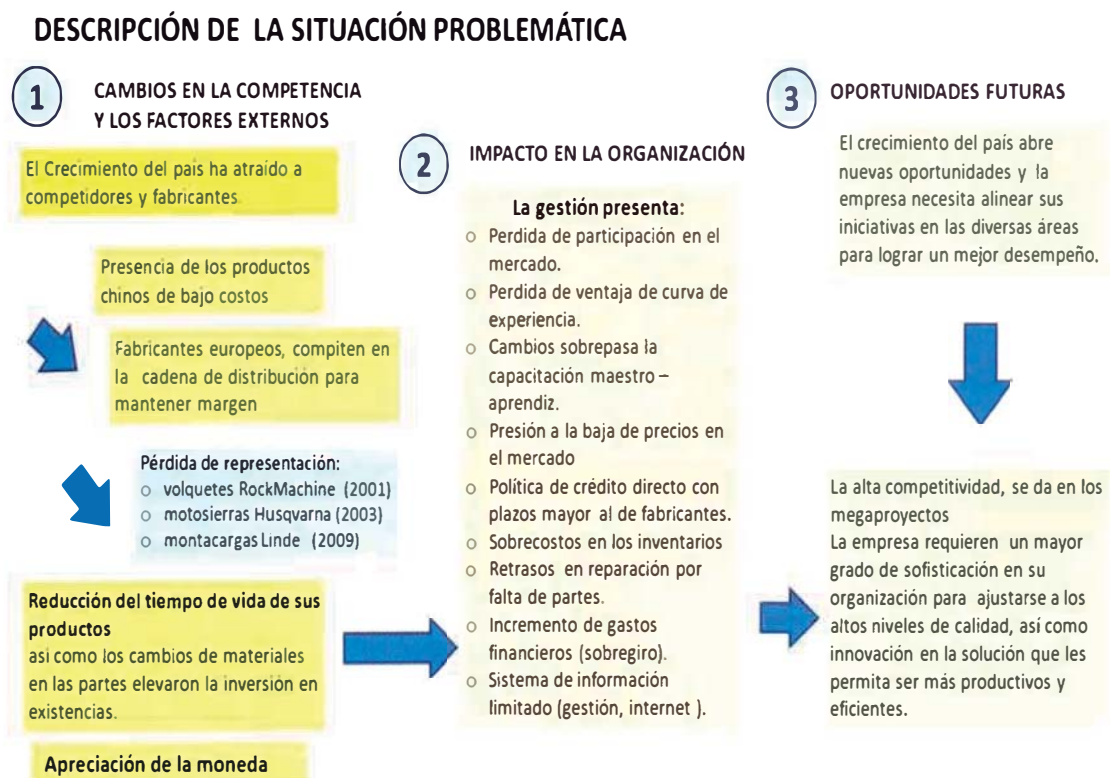 DESCRIPCIÓN DE LA SITUACIÓN PROBLEMÁTICA
1
CAMBIOS EN LA COMPETENCIA
Y LOS FACTORES EXTERNOS
El Crecimiento del país ha atraído a
competidores y fabricantes.
Presencia de los productos
chinos de bajo costos
Fabricantes europeos, compiten en
la cadena de distribución para
mantener margen
Pérdida de representación:
o volquetes RockMachine (2001)
o motosierras Husqvarna (2003)
o montacargas Linde (2009)
Reducción del tiempo de vida de sus
productos
así como los cambios de materiales
en las partes elevaron la inversión en
existencias.
Apreciación de la moneda
2
IMPACTO EN LA ORGANIZACIÓN
La gestión presenta:
o Perdida de participación en el
mercado.
o Perdida de ventaja de curva de
experiencia.
o Cambios sobrepasa la
capacitación maestro –
aprendiz.
o Presión a la baja de precios en
el mercado
o Política de crédito directo con
plazos mayor al de fabricantes.
o Sobrecostos en los inventarios
o Retrasos en reparación por
falta de partes.
o Incremento de gastos
financieros (sobregiro).
o Sistema de información
limitado (gestión, internet ).
3
OPORTUNIDADES FUTURAS
El crecimiento del país abre
nuevas oportunidades y la
empresa necesita alinear sus
iniciativas en las diversas áreas
para lograr un mejor desempeño.
La alta competitividad, se da en los
megaproyectos
La empresa requieren un mayor
grado de sofisticación en su
organización para ajustarse a los
altos niveles de calidad, así como
innovación en la solución que les
permita ser más productivos y
eficientes.